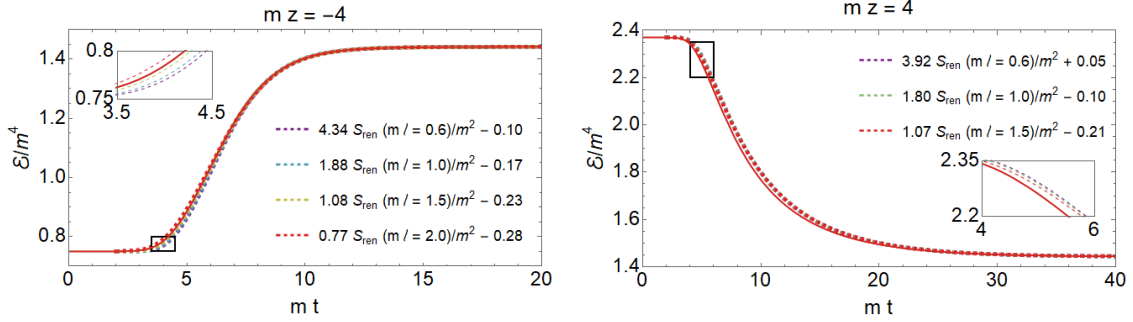 m z = −4
0.8
0.75
3.5
4.5
4.34 S_ren (m / = 0.6)/m² − 0.10
1.88 S_ren (m / = 1.0)/m² − 0.17
1.08 S_ren (m / = 1.5)/m² − 0.23
0.77 S_ren (m / = 2.0)/m² − 0.28
ℰ/m⁴
1.4
1.2
1.0
0.8
0
5
10
15
20
m t
m z = 4
3.92 S_ren (m / = 0.6)/m² + 0.05
1.80 S_ren (m / = 1.0)/m² − 0.10
1.07 S_ren (m / = 1.5)/m² − 0.21
2.35
2.2
4
6
ℰ/m⁴
2.4
2.2
2.0
1.8
1.6
1.4
0
10
20
30
40
m t